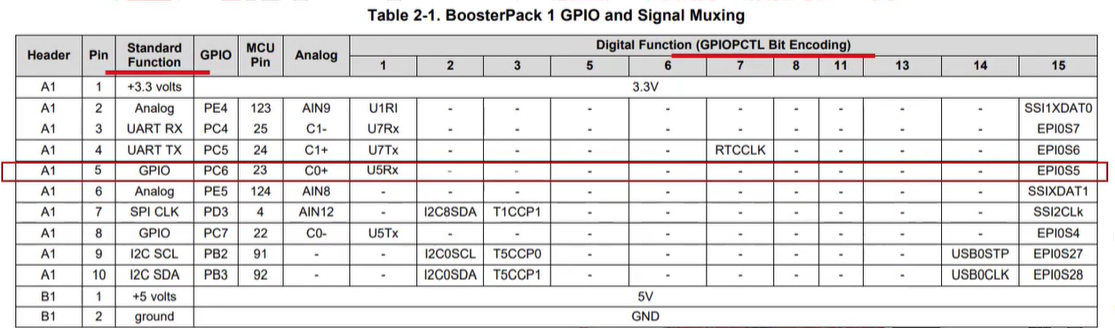 Table 2-1. BoosterPack 1 GPIO and Signal Muxing
Header Pin Standard Function GPIO MCU Pin Analog Digital Function (GPIOPCTL Bit Encoding)
1 2 3 5 6 7 8 11 13 14 15
A1 1 +3.3 volts 3.3V
A1 2 Analog PE4 123 AIN9 U1RI - - - - - - - - - SSI1XDAT0
A1 3 UART RX PC4 25 C1- U7Rx - - - - - - - - - EPI0S7
A1 4 UART TX PC5 24 C1+ U7Tx - - - - RTCCLK - - - - EPI0S6
A1 5 GPIO PC6 23 C0+ U5Rx - - - - - - - - - EPI0S5
A1 6 Analog PE5 124 AIN8 - - - - - - - - - - SSIXDAT1
A1 7 SPI CLK PD3 4 AIN12 - I2C8SDA T1CCP1 - - - - - - - SSI2CLk
A1 8 GPIO PC7 22 C0- U5Tx - - - - - - - - - EPI0S4
A1 9 I2C SCL PB2 91 - - I2C0SCL T5CCP0 - - - - - - USB0STP EPI0S27
A1 10 I2C SDA PB3 92 - - I2C0SDA T5CCP1 - - - - - - USB0CLK EPI0S28
B1 1 +5 volts 5V
B1 2 ground GND